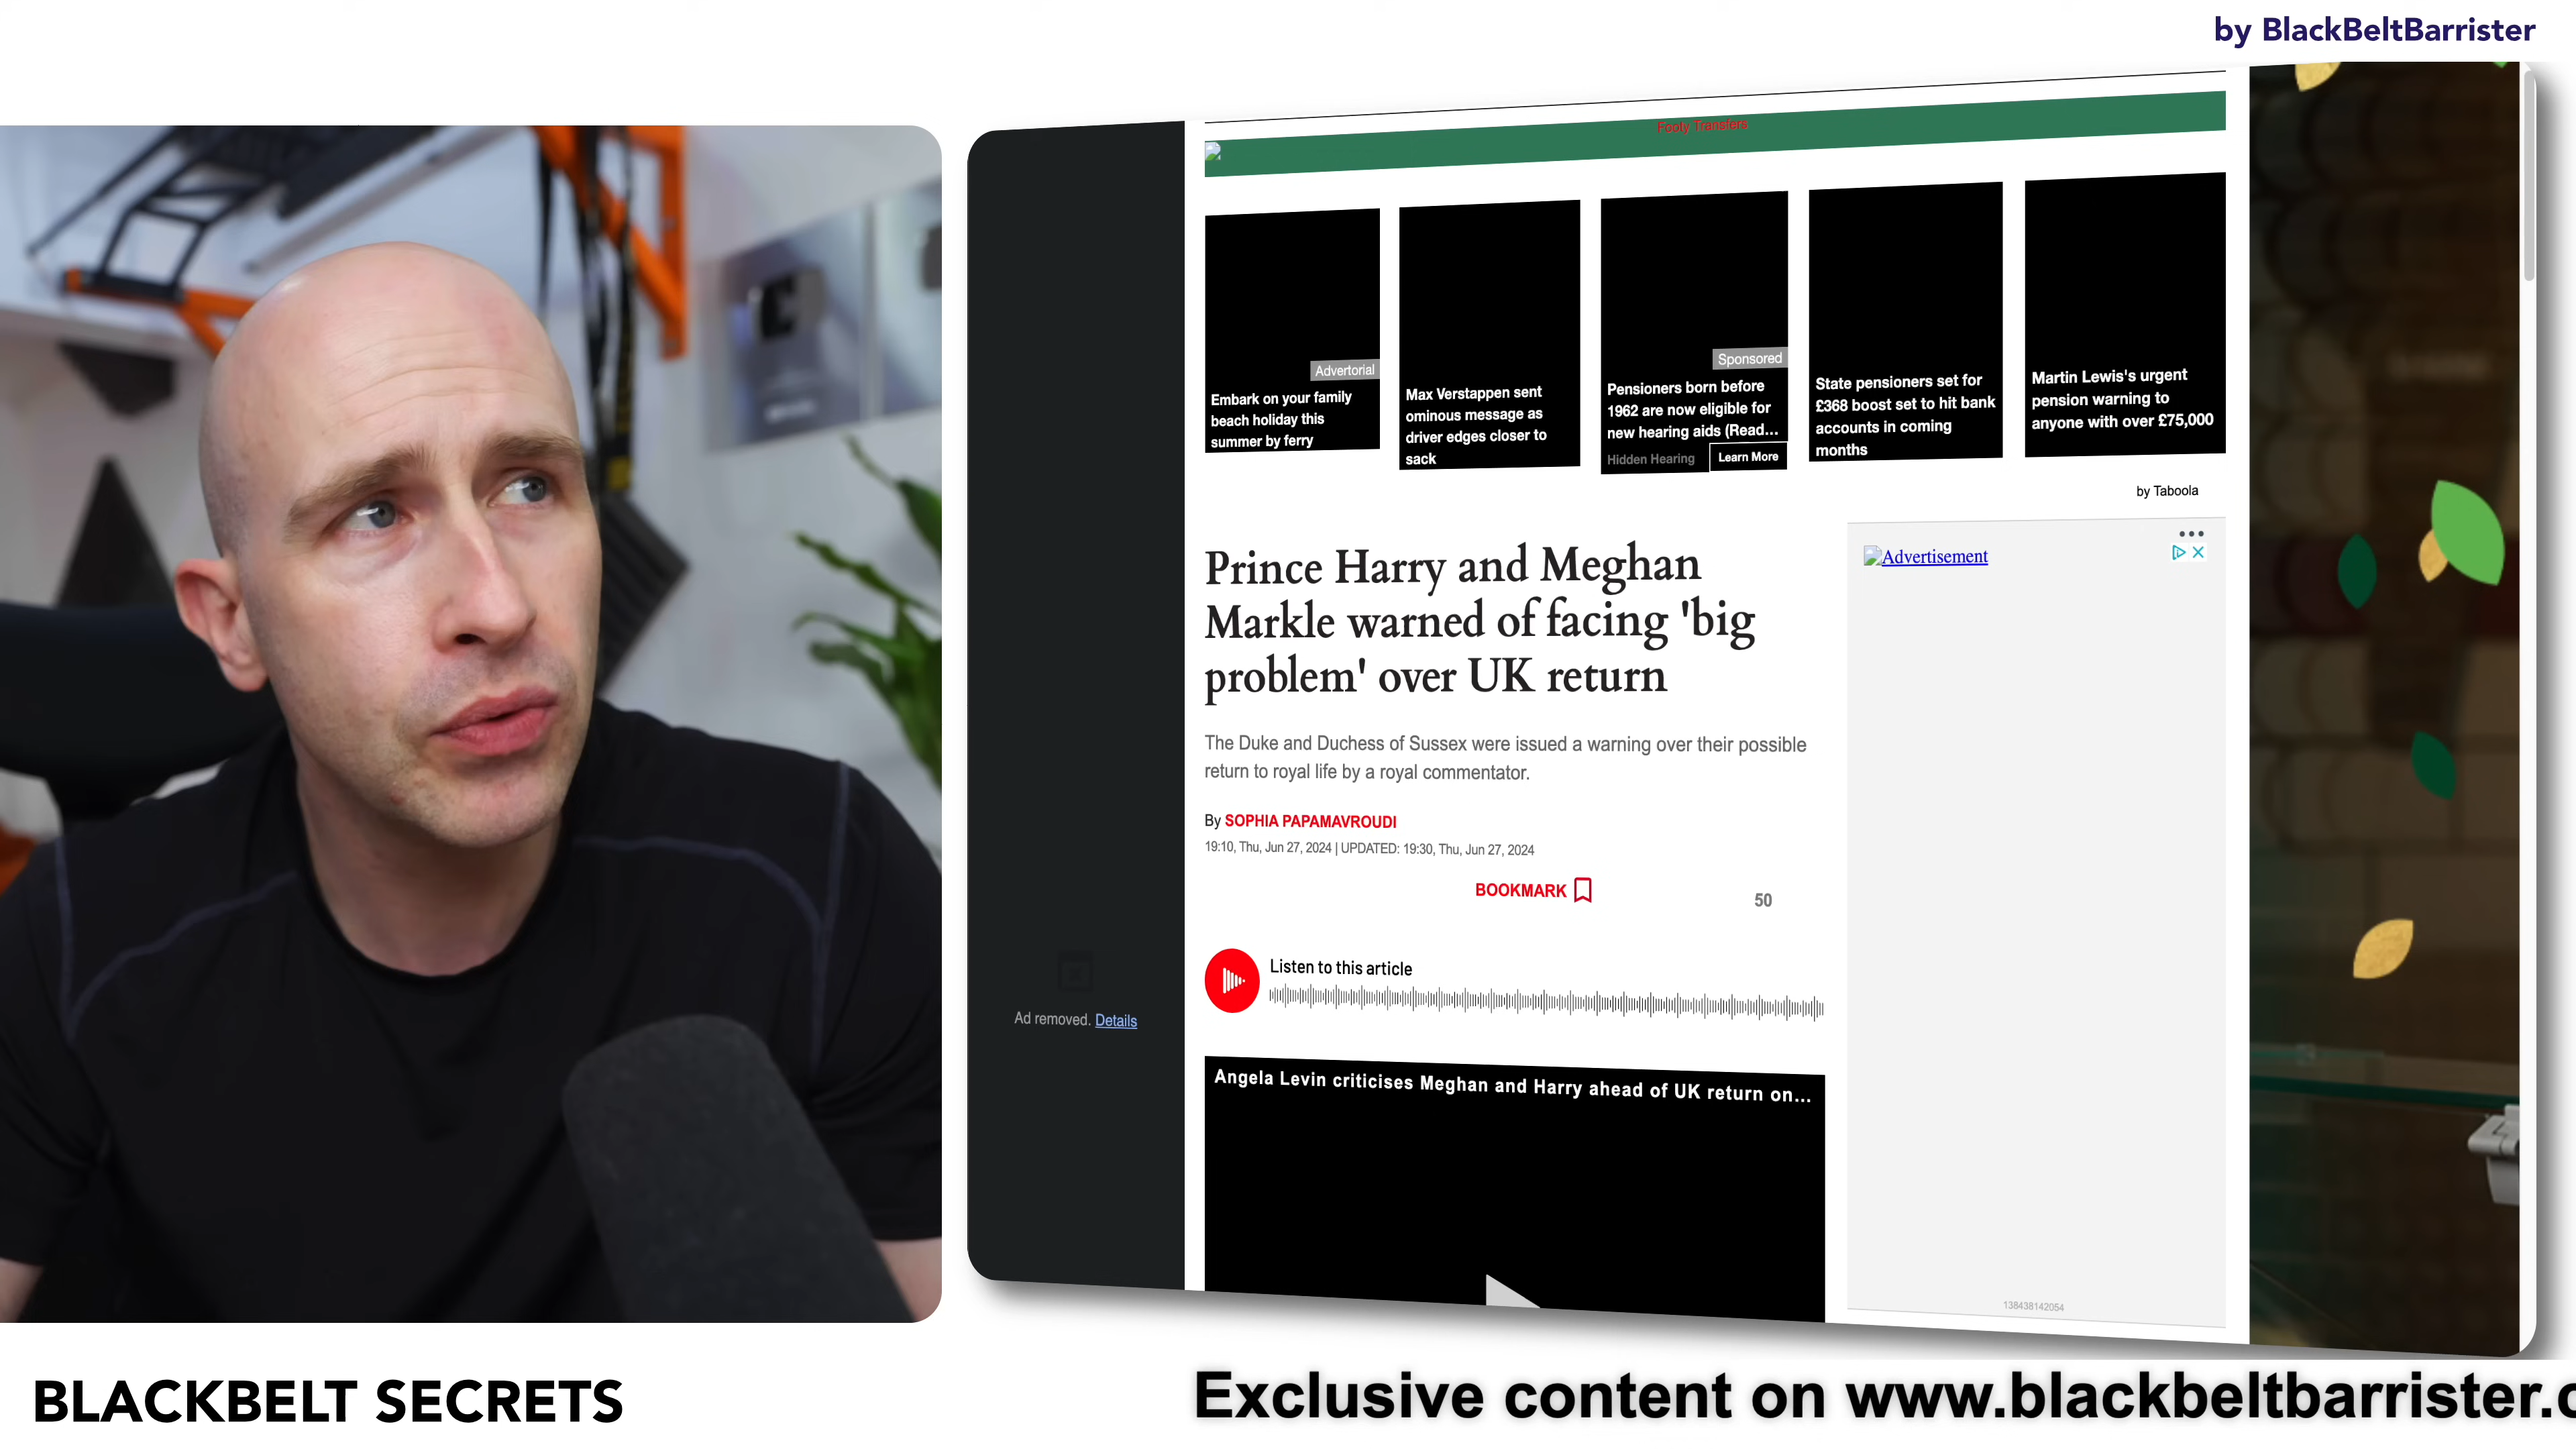 by BlackBeltBarrister
Footy Transfers
Advertorial
Embark on your family
beach holiday this
summer by ferry
Max Verstappen sent
ominous message as
driver edges closer to
sack
Sponsored
Pensioners born before
1962 are now eligible for
new hearing aids (Read...
Hidden Hearing
Learn More
State pensioners set for
£368 boost set to hit bank
accounts in coming
months
Martin Lewis's urgent
pension warning to
anyone with over £75,000
by Taboola
Prince Harry and Meghan
Markle warned of facing 'big
problem' over UK return
The Duke and Duchess of Sussex were issued a warning over their possible
return to royal life by a royal commentator.
By SOPHIA PAPAMAVROUDI
19:10, Thu, Jun 27, 2024 | UPDATED: 19:30, Thu, Jun 27, 2024
BOOKMARK
50
Listen to this article
Angela Levin criticises Meghan and Harry ahead of UK return on...
Advertisement
138438142054
Ad removed. Details
BLACKBELT SECRETS
Exclusive content on www.blackbeltbarrister.c